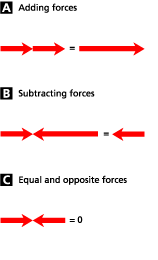 A Adding forces
=
B Subtracting forces
=
C Equal and opposite forces
= 0